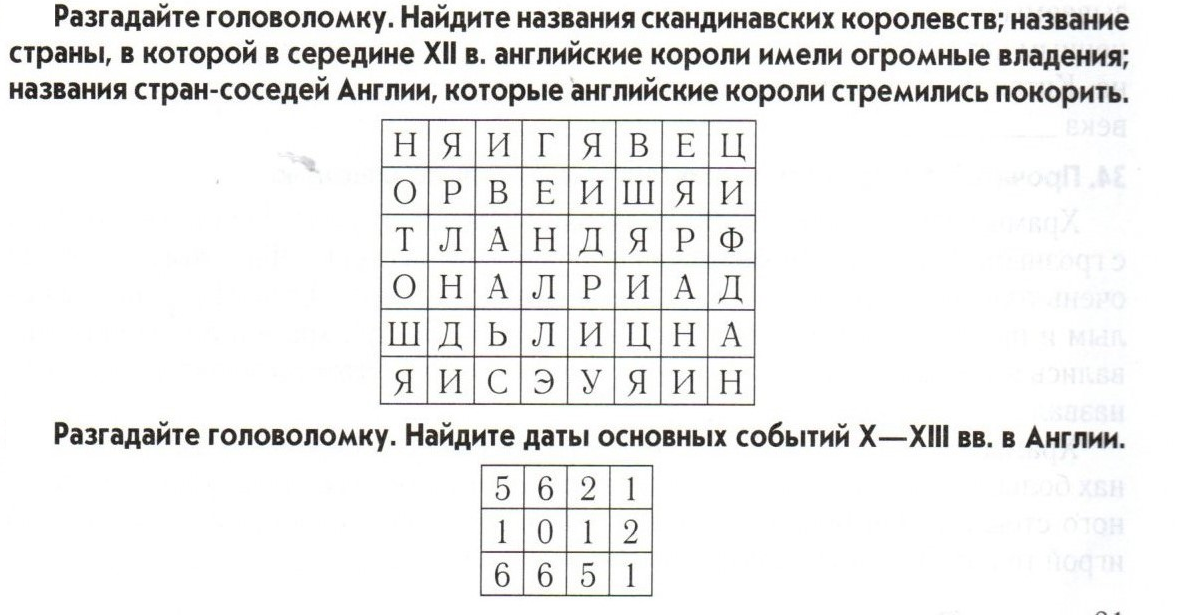 Разгадайте головоломку. Найдите названия скандинавских королевств; название
страны, в которой в середине XII в. английские короли имели огромные владения;
названия стран-соседей Англии, которые английские короли стремились покорить.
Н Я И Г Я В Е Ц
О Р В Е И Ш Я И
Т Л А Н Д Я Р Ф
О Н А Л Р И А Д
Ш Д Ь Л И Ц Н А
Я И С Э У Я И Н
Разгадайте головоломку. Найдите даты основных событий X—XIII вв. в Англии.
5 6 2 1
1 0 1 2
6 6 5 1